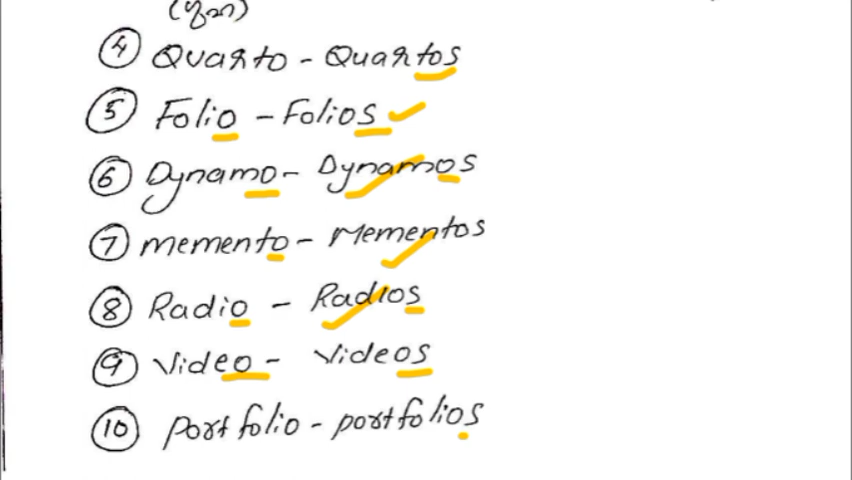 ④ Quarto - Quartos
⑤ Folio - Folios
⑥ Dynamo - Dynamos
⑦ memento - Mementos
⑧ Radio - Radios
⑨ Video - Videos
⑩ portfolio - portfolios